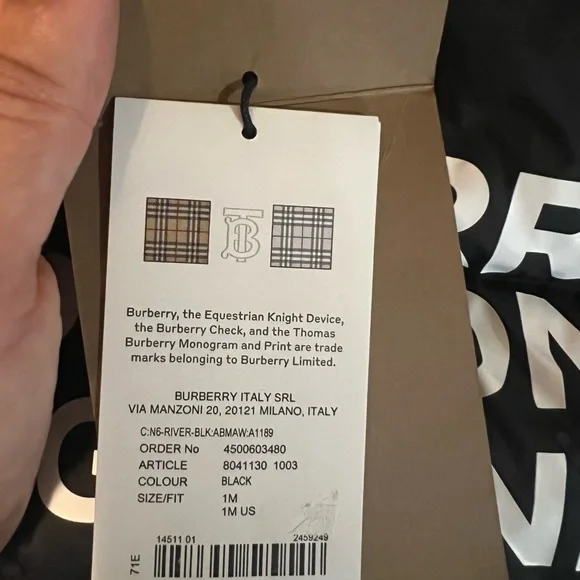 Burberry, the Equestrian Knight Device,
the Burberry Check, and the Thomas
Burberry Monogram and Print are trade
marks belonging to Burberry Limited.
BURBERRY ITALY SRL
VIA MANZONI 20, 20121 MILANO, ITALY
C:N6-RIVER-BLK:ABMAW:A1189
ORDER No 4500603480
ARTICLE 8041130 1003
COLOUR BLACK
SIZE/FIT 1M
1M US
14511 01 2459249
71E
RR
ON